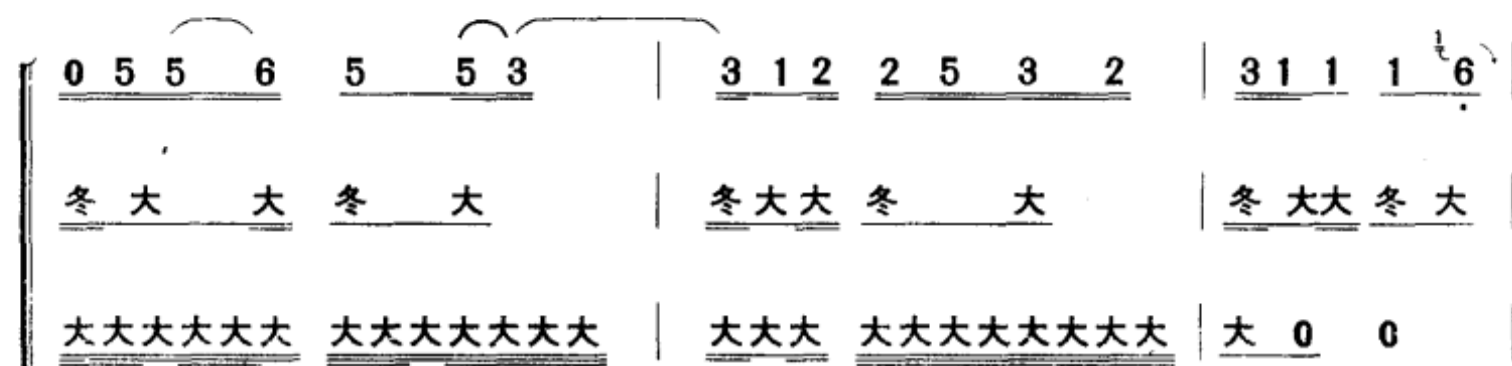 0 5 5 6 5 5 3 | 3 1 2 2 5 3 2 | 3 1 1 1 6
冬 大 大 冬 大 | 冬 大 大 冬 大 | 冬 大 大 冬 大
大 大 大 大 大 大 大 大 大 大 大 大 大 | 大 大 大 大 大 大 大 大 大 大 大 | 大 0 0